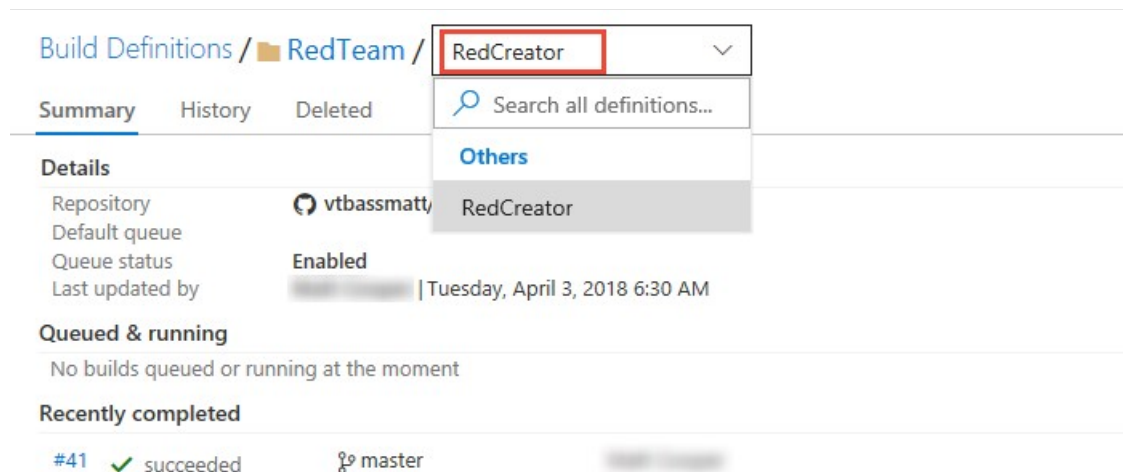 Build Definitions / RedTeam / RedCreator
Search all definitions...
Summary History Deleted
Others
RedCreator
Details
Repository vtbassmatt/
Default queue
Queue status Enabled
Last updated by | Tuesday, April 3, 2018 6:30 AM
Queued & running
No builds queued or running at the moment
Recently completed
#41 succeeded master